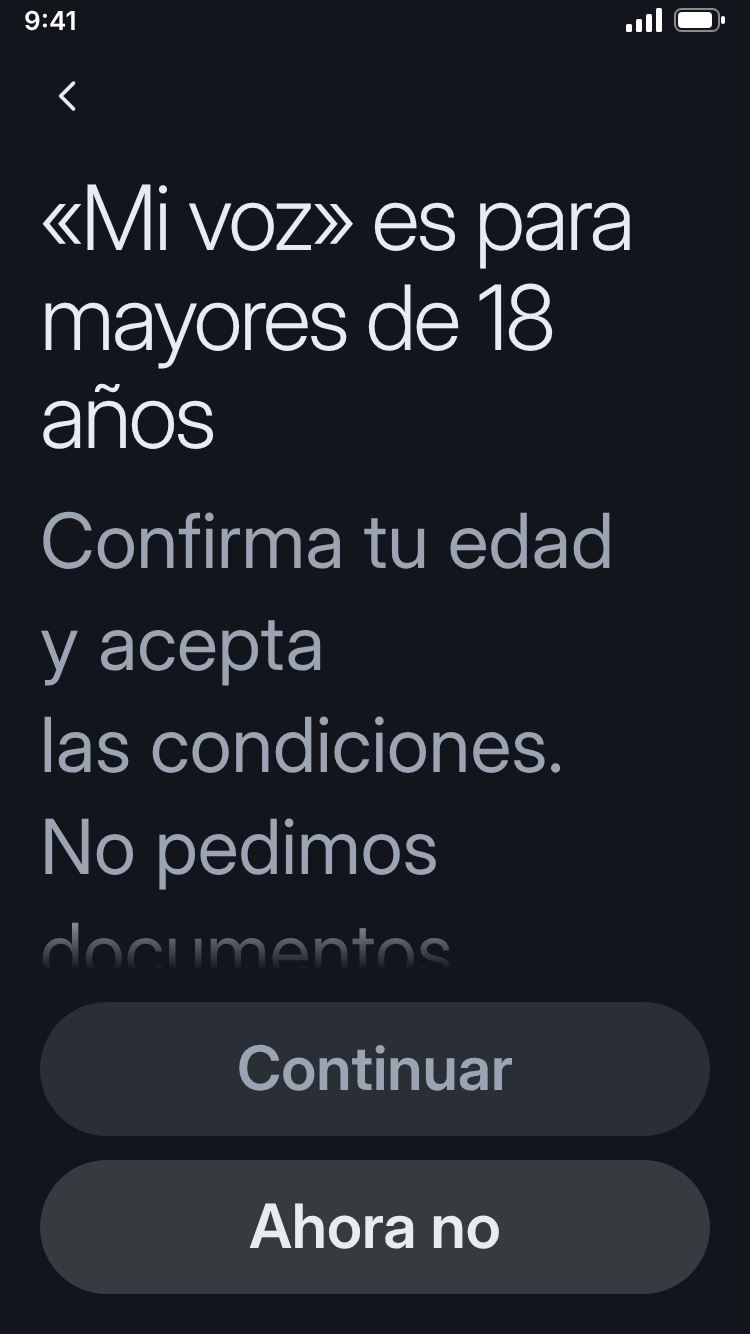 9:41
«Mi voz» es para
mayores de 18
años
Confirma tu edad
y acepta
las condiciones.
No pedimos
documentos
Continuar
Ahora no